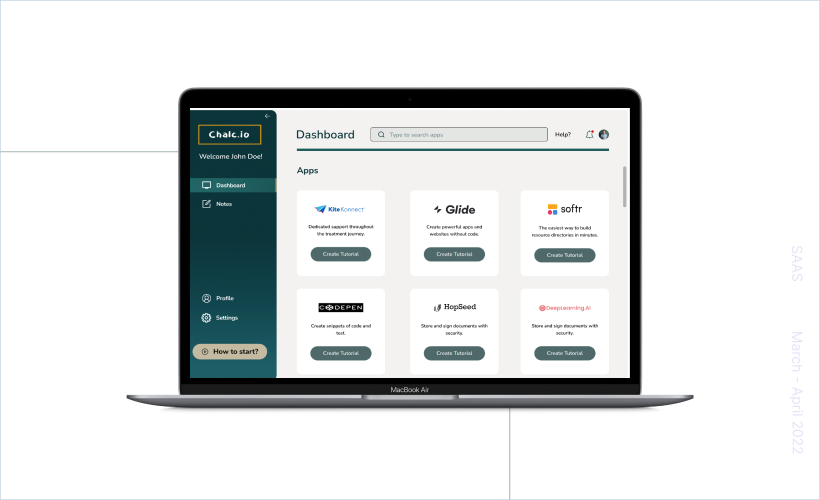 Chalc.io
Welcome John Doe!
Dashboard
Notes
Profile
Settings
How to start?
Dashboard
Type to search apps
Help?
Apps
KiteKonnect
Dedicated support throughout
the treatment journey.
Create Tutorial
Glide
Create powerful apps and
websites without code.
Create Tutorial
softr
The easiest way to build
resource directories in minutes.
Create Tutorial
CODEPEN
Create snippets of code and
test.
Create Tutorial
HopSeed
Store and sign documents with
security.
Create Tutorial
DeepLearning.AI
Store and sign documents with
security.
Create Tutorial
MacBook Air
SAAS
March - April 2022